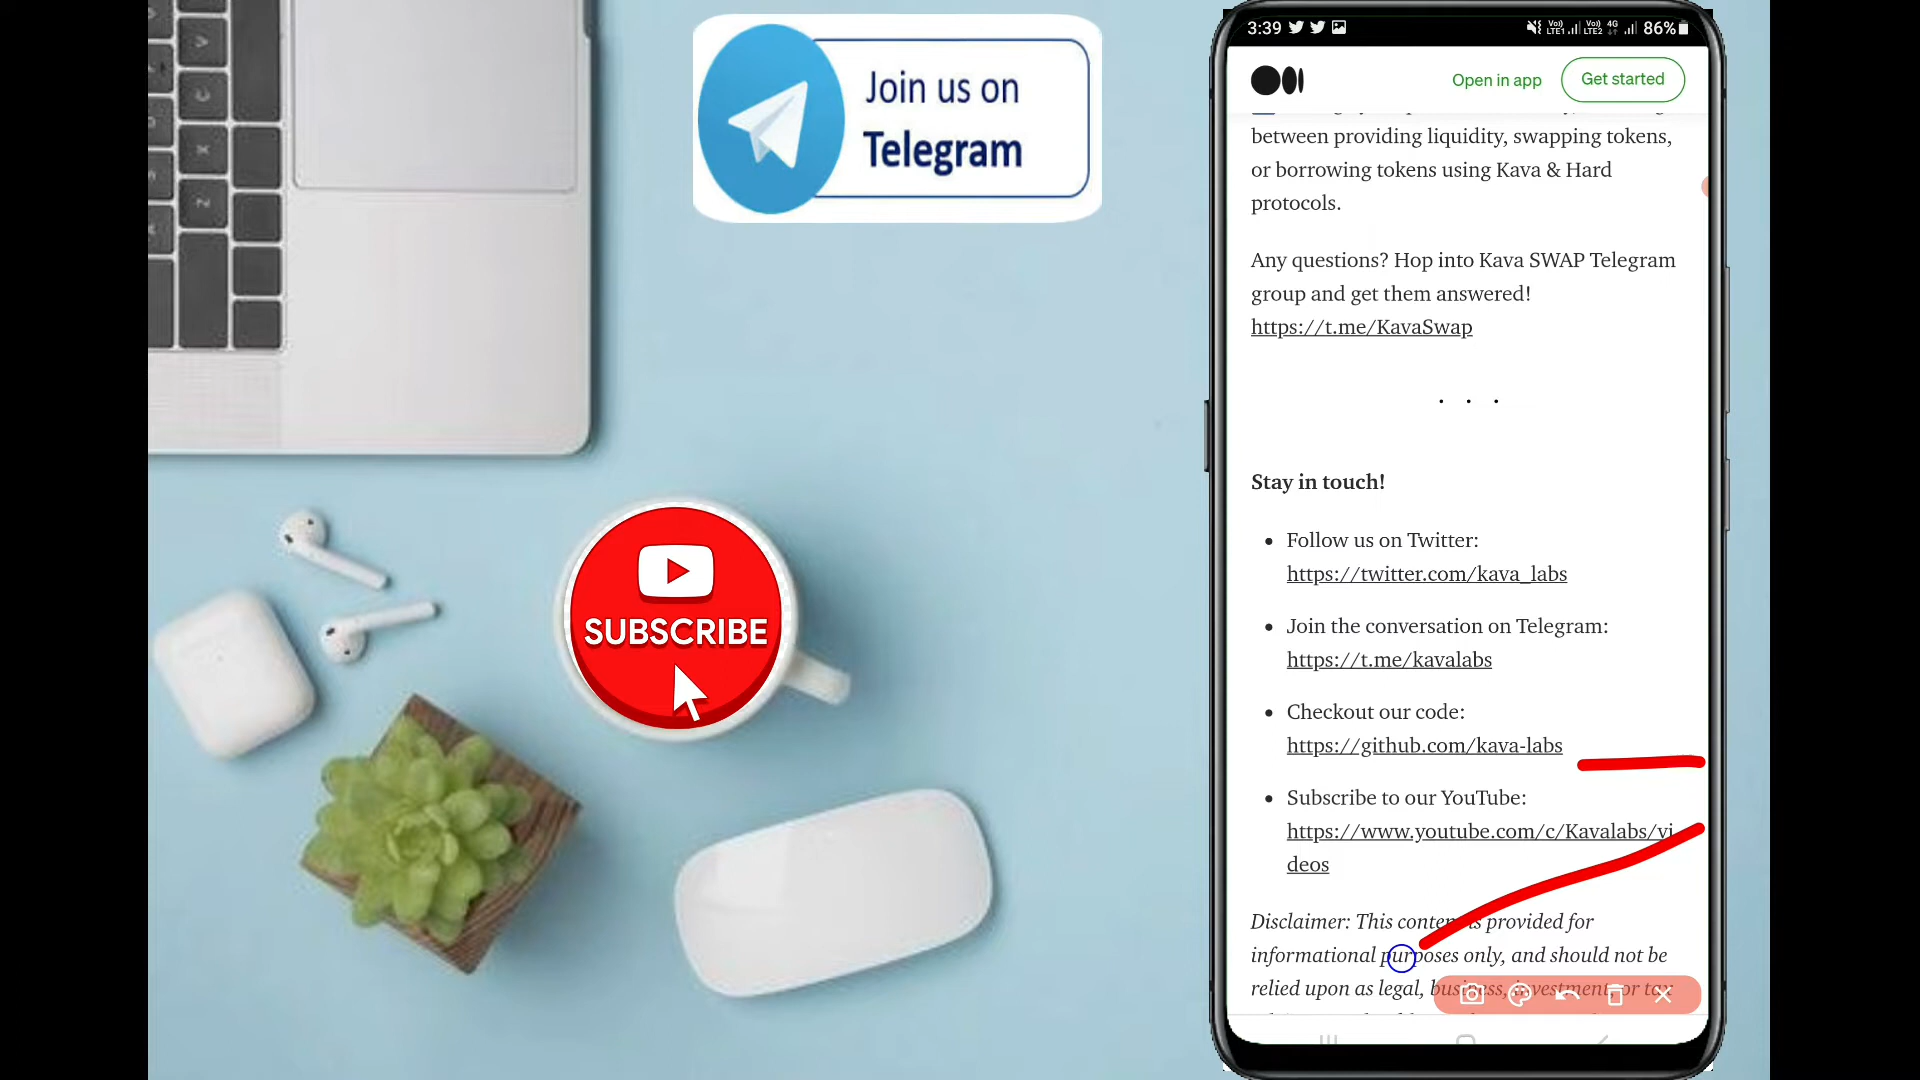 Join us on
Telegram
SUBSCRIBE
3:39
86%
Open in app
Get started
between providing liquidity, swapping tokens,
or borrowing tokens using Kava & Hard
protocols.
Any questions? Hop into Kava SWAP Telegram
group and get them answered!
https://t.me/KavaSwap
. . .
Stay in touch!
• Follow us on Twitter:
https://twitter.com/kava_labs
• Join the conversation on Telegram:
https://t.me/kavalabs
• Checkout our code:
https://github.com/kava-labs
• Subscribe to our YouTube:
https://www.youtube.com/c/Kavalabs/vi
deos
Disclaimer: This content is provided for
informational purposes only, and should not be
relied upon as legal, business, investment, or tax